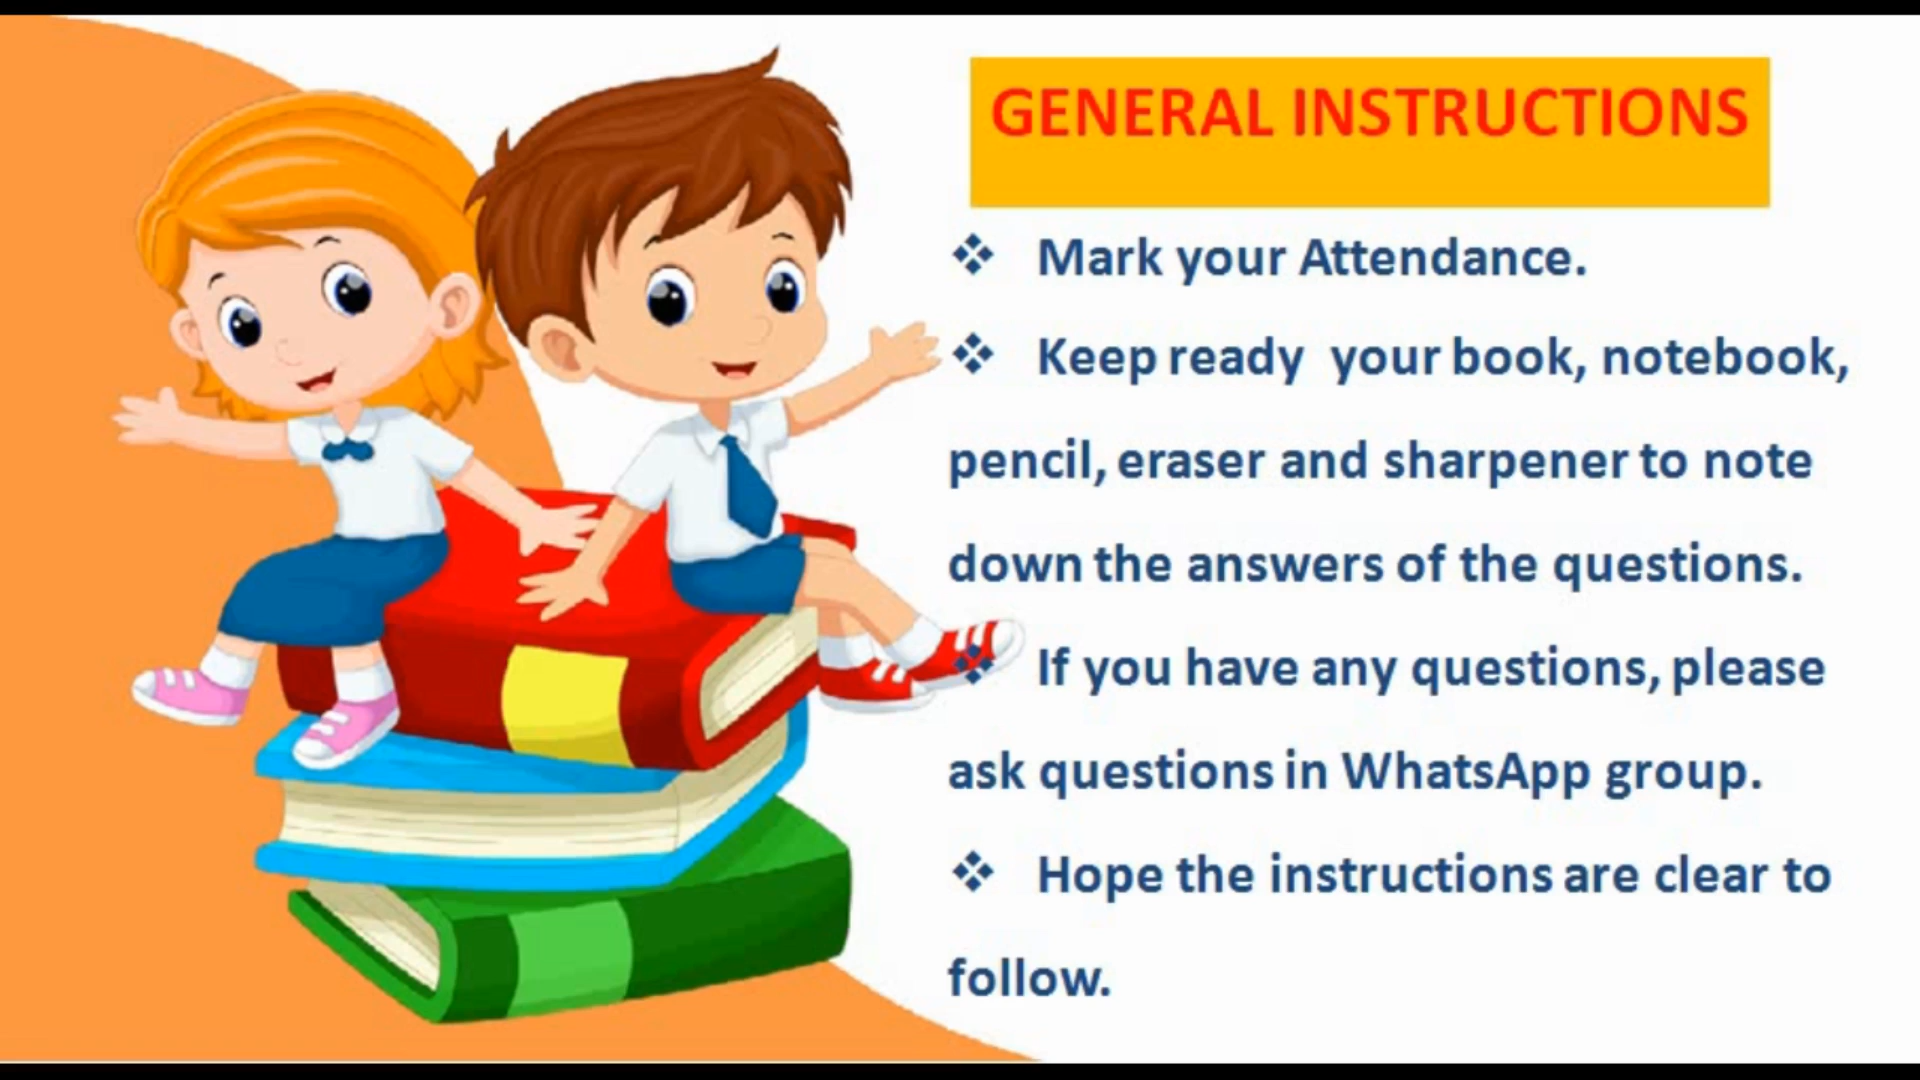 GENERAL INSTRUCTIONS
❖ Mark your Attendance.
❖ Keep ready your book, notebook,
pencil, eraser and sharpener to note
down the answers of the questions.
❖ If you have any questions, please
ask questions in WhatsApp group.
❖ Hope the instructions are clear to
follow.